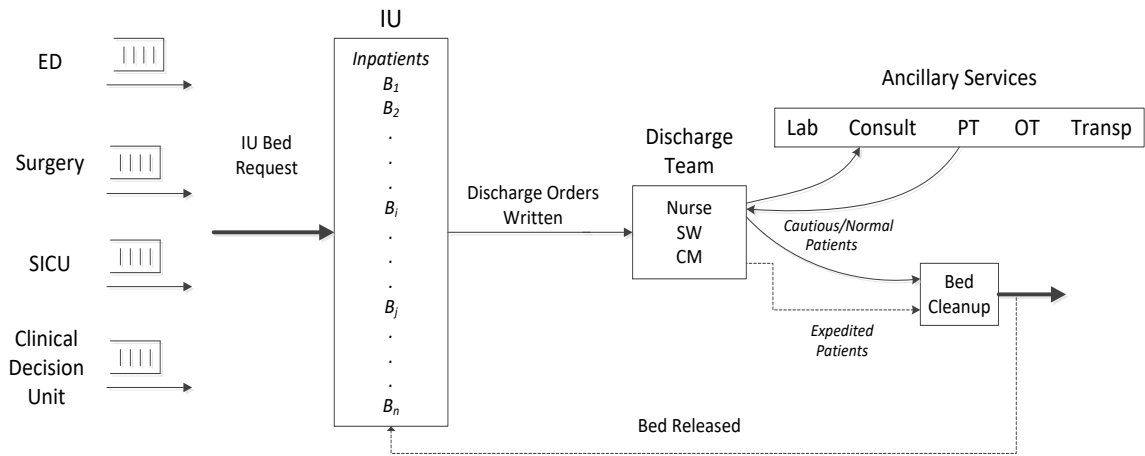 ED
Surgery
SICU
Clinical
Decision
Unit
IU Bed
Request
IU
Inpatients
B1
B2
.
.
.
Bi
.
.
.
Bj
.
.
.
Bn
Discharge Orders
Written
Discharge
Team
Nurse
SW
CM
Ancillary Services
Lab Consult PT OT Transp
Cautious/Normal
Patients
Expedited
Patients
Bed
Cleanup
Bed Released